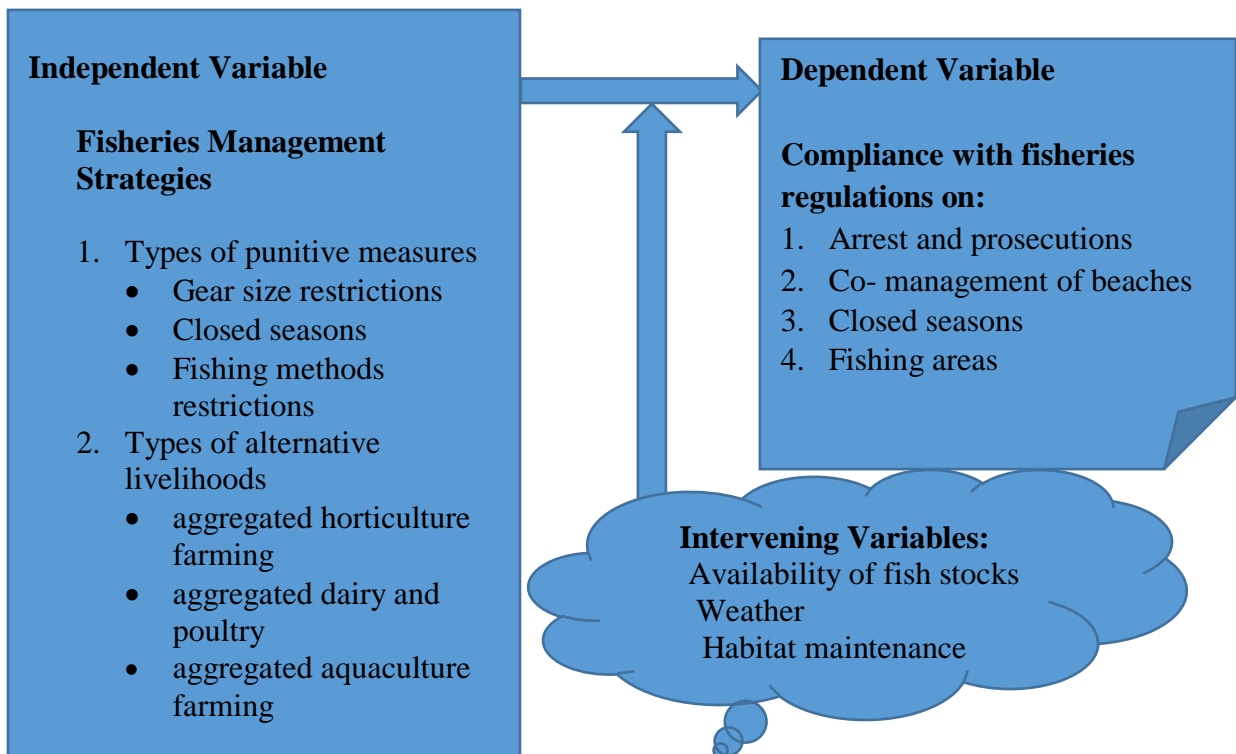 Independent Variable
Fisheries Management
Strategies
1. Types of punitive measures
• Gear size restrictions
• Closed seasons
• Fishing methods
restrictions
2. Types of alternative
livelihoods
• aggregated horticulture
farming
• aggregated dairy and
poultry
• aggregated aquaculture
farming
Dependent Variable
Compliance with fisheries
regulations on:
1. Arrest and prosecutions
2. Co- management of beaches
3. Closed seasons
4. Fishing areas
Intervening Variables:
Availability of fish stocks
Weather
Habitat maintenance